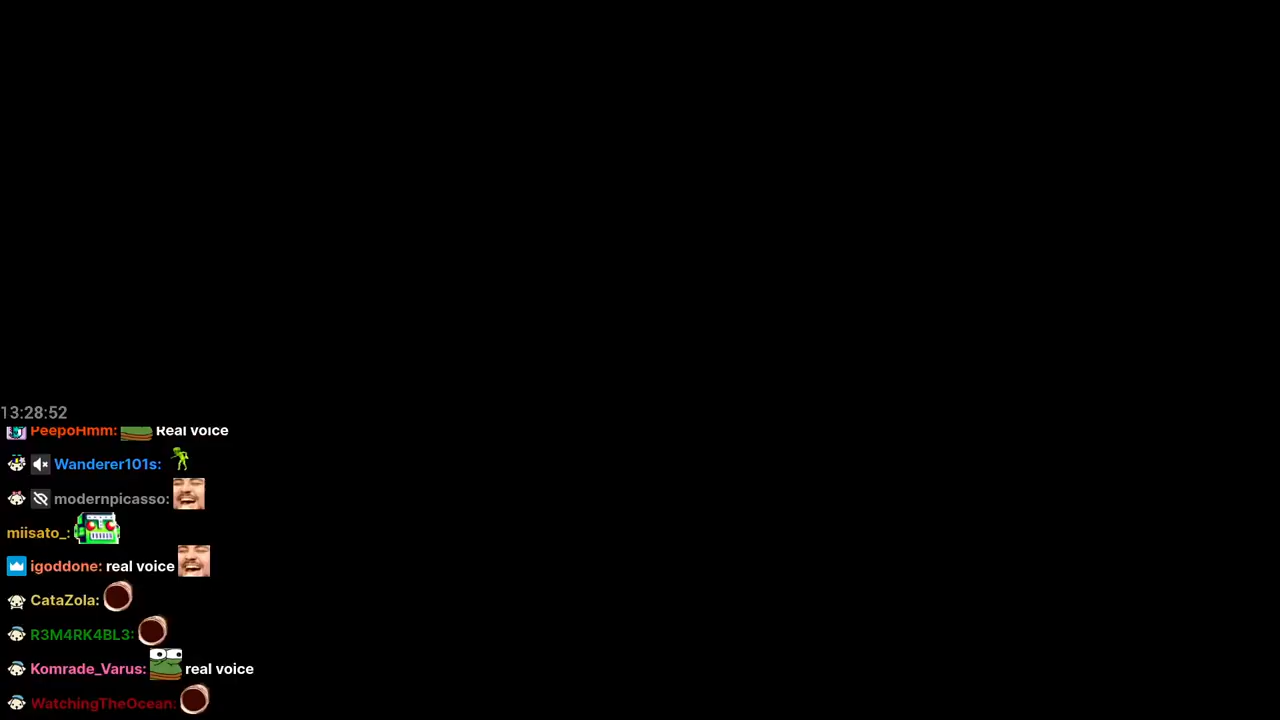 13:28:52
PeepoHmm: Real voice
Wanderer101s:
modernpicasso:
miisato_:
igoddone: real voice
CataZola:
R3M4RK4BL3:
Komrade_Varus: real voice
WatchingTheOcean: